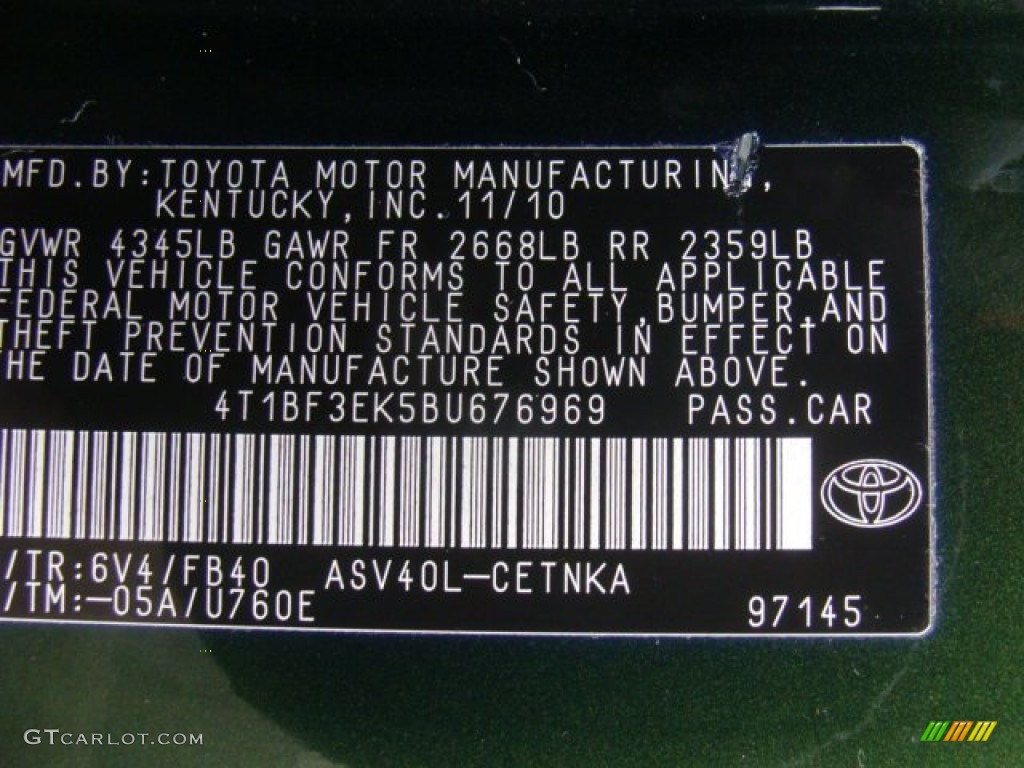 MFD.BY:TOYOTA MOTOR MANUFACTURING,
KENTUCKY,INC.11/10
GVWR 4345LB GAWR FR 2668LB RR 2359LB
THIS VEHICLE CONFORMS TO ALL APPLICABLE
FEDERAL MOTOR VEHICLE SAFETY,BUMPER,AND
THEFT PREVENTION STANDARDS IN EFFECT ON
THE DATE OF MANUFACTURE SHOWN ABOVE.
4T1BF3EK5BU676969 PASS.CAR
/TR:6V4/FB40 ASV40L-CETNKA
/TM:-05A/U760E
97145
GTCARLOT.COM